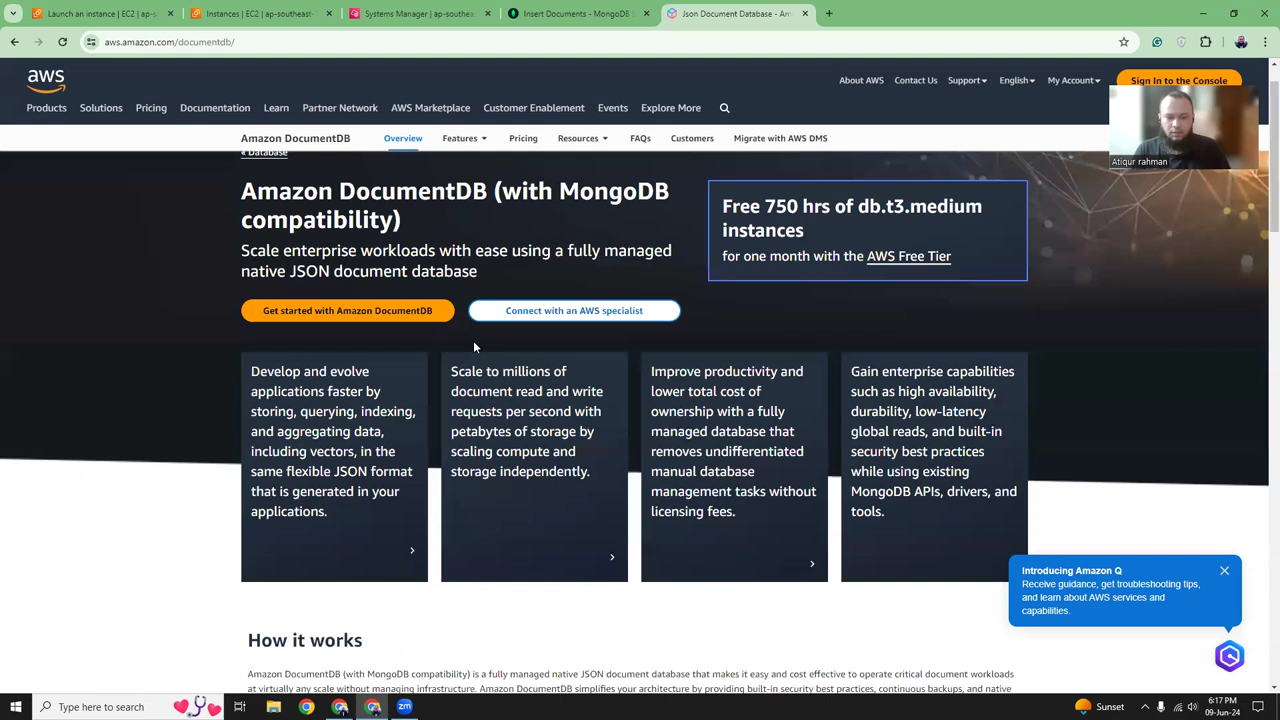 Launch an instance | EC2 | ap-s
Instances | EC2 | ap-southeast-
Systems Manager | ap-southeas
Insert Documents - MongoDB
Json Document Database - Am
aws.amazon.com/documentdb/
aws
About AWS Contact Us Support English My Account Sign In to the Console
Products Solutions Pricing Documentation Learn Partner Network AWS Marketplace Customer Enablement Events Explore More
Amazon DocumentDB Overview Features Pricing Resources FAQs Customers Migrate with AWS DMS
Atiqur rahman
« Database
Amazon DocumentDB (with MongoDB
compatibility)
Scale enterprise workloads with ease using a fully managed
native JSON document database
Get started with Amazon DocumentDB
Connect with an AWS specialist
Free 750 hrs of db.t3.medium
instances
for one month with the AWS Free Tier
Develop and evolve
applications faster by
storing, querying, indexing,
and aggregating data,
including vectors, in the
same flexible JSON format
that is generated in your
applications.
Scale to millions of
document read and write
requests per second with
petabytes of storage by
scaling compute and
storage independently.
Improve productivity and
lower total cost of
ownership with a fully
managed database that
removes undifferentiated
manual database
management tasks without
licensing fees.
Gain enterprise capabilities
such as high availability,
durability, low-latency
global reads, and built-in
security best practices
while using existing
MongoDB APIs, drivers, and
tools.
Introducing Amazon Q
Receive guidance, get troubleshooting tips,
and learn about AWS services and
capabilities.
How it works
Amazon DocumentDB (with MongoDB compatibility) is a fully managed native JSON document database that makes it easy and cost effective to operate critical document workloads
at virtually any scale without managing infrastructure. Amazon DocumentDB simplifies your architecture by providing built-in security best practices, continuous backups, and native
Type here to search
zm
Sunset
6:17 PM
09-Jun-24